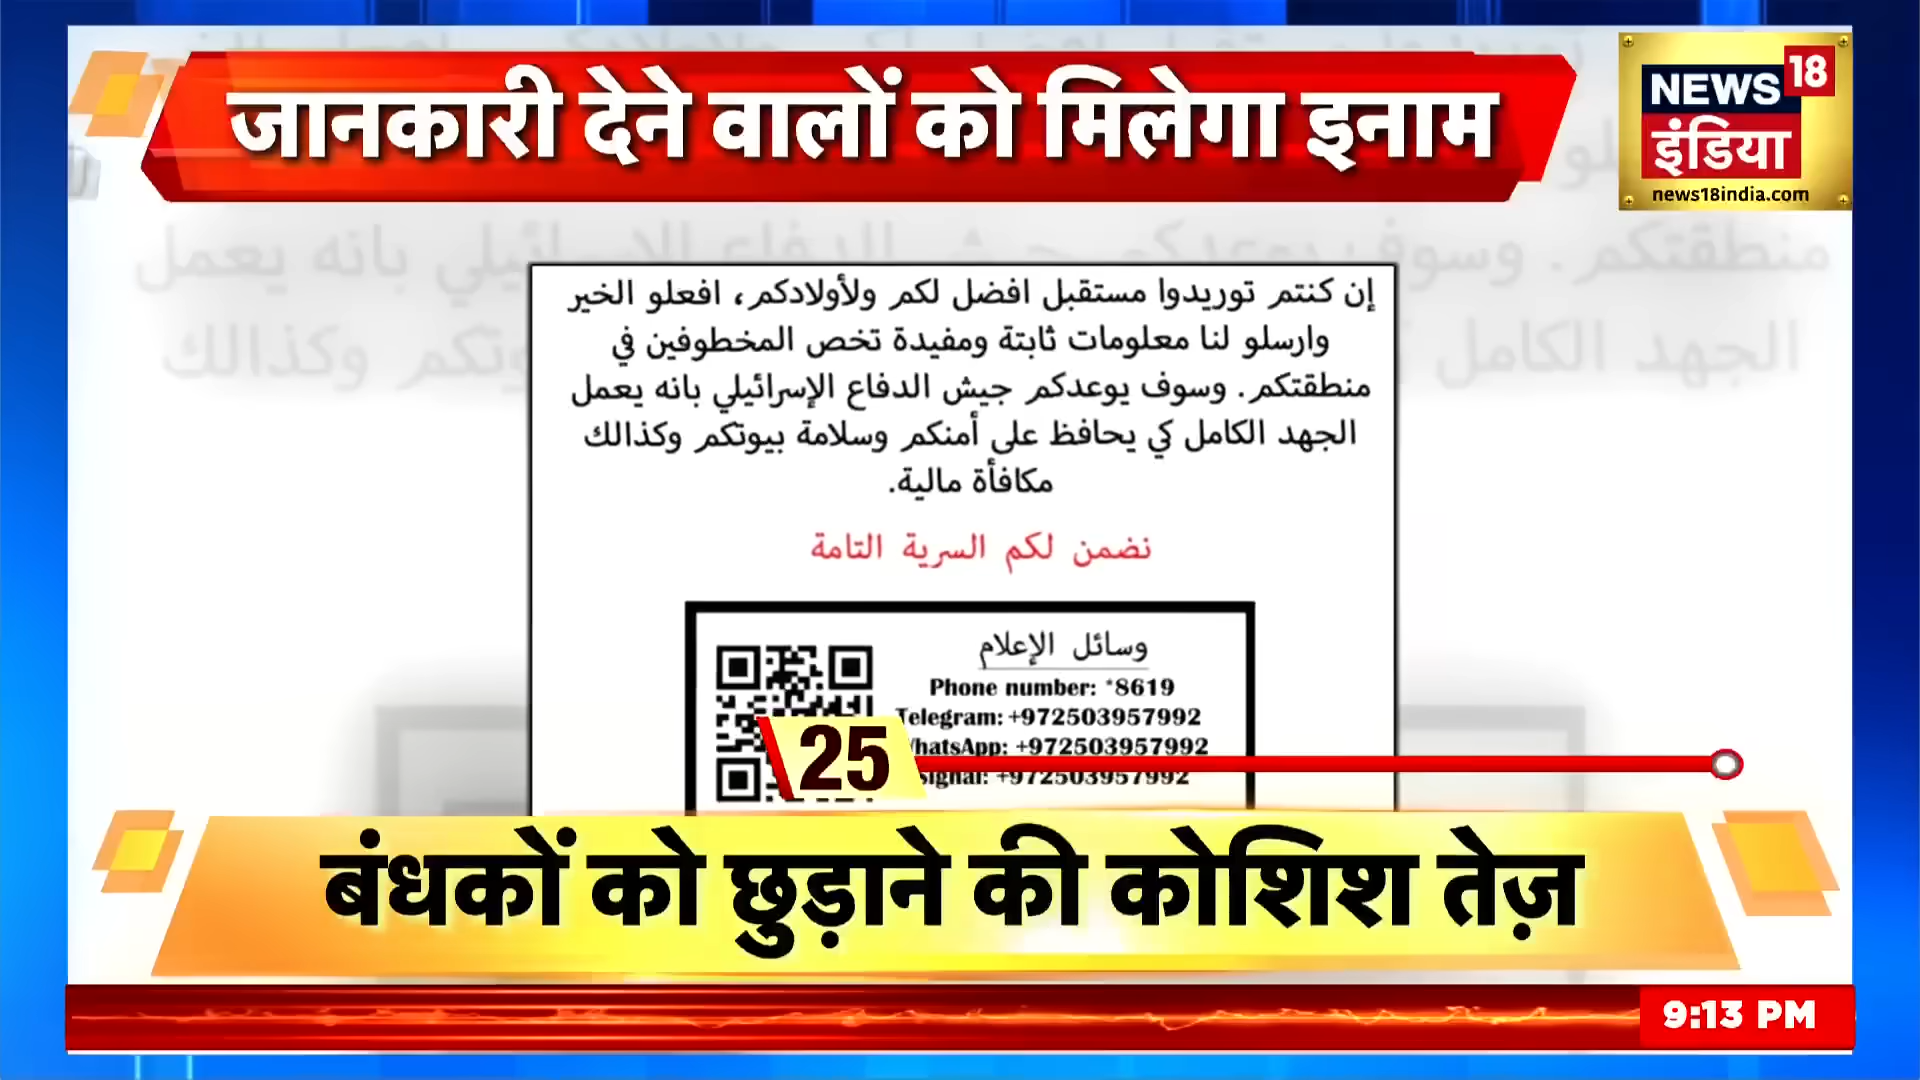 जानकारी देने वालों को मिलेगा इनाम
NEWS 18
इंडिया
news18india.com
إن كنتم توريدوا مستقبل افضل لكم ولأولادكم، افعلو الخير
وارسلو لنا معلومات ثابتة ومفيدة تخص المخطوفين في
منطقتكم. وسوف يوعدكم جيش الدفاع الإسرائيلي بانه يعمل
الجهد الكامل كي يحافظ على أمنكم وسلامة بيوتكم وكذالك
مكافأة مالية.
نضمن لكم السرية التامة
وسائل الإعلام
Phone number: *8619
Telegram: +972503957992
hatsApp: +972503957992
signal: +972503957992
25
बंधकों को छुड़ाने की कोशिश तेज़
9:13 PM